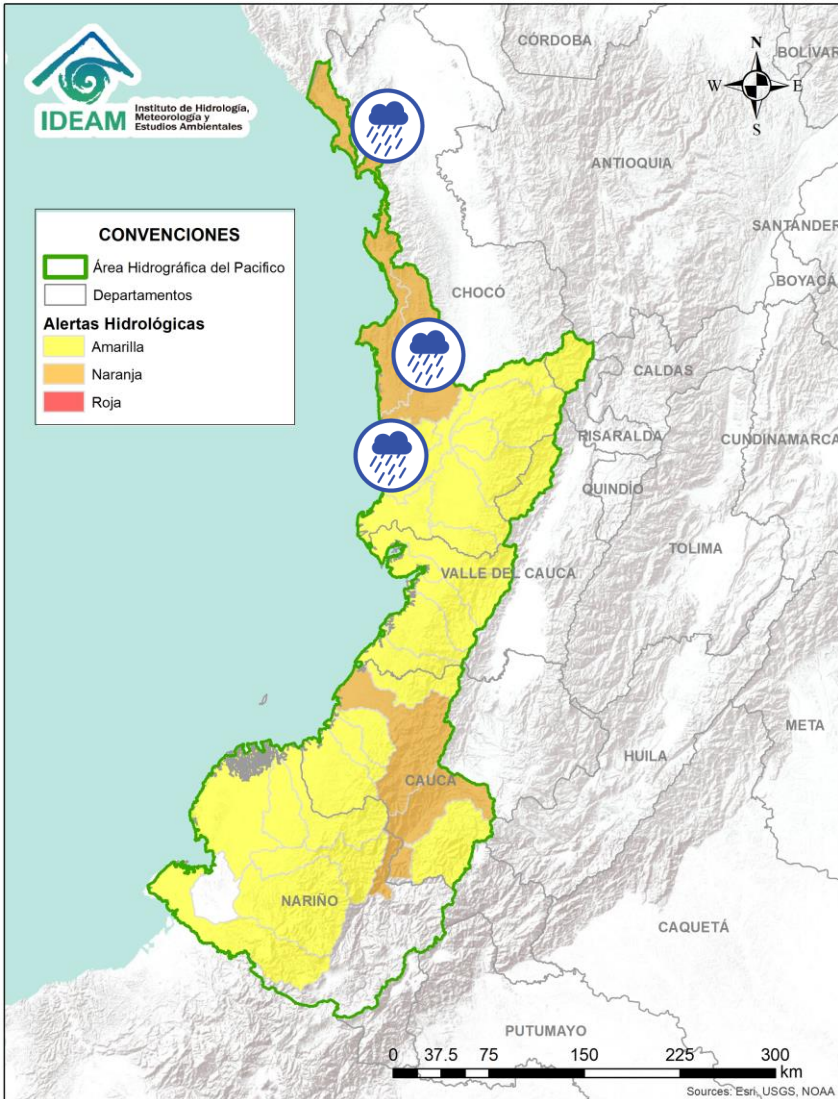 IDEAM
Instituto de Hidrología,
Meteorología y
Estudios Ambientales
CÓRDOBA
BOLÍVAR
N
W E
S
ANTIOQUIA
SANTANDER
BOYACÁ
CONVENCIONES
Área Hidrográfica del Pacifico
Departamentos
Alertas Hidrológicas
Amarilla
Naranja
Roja
CHOCÓ
CALDAS
RISARALDA
CUNDINAMARCA
QUINDÍO
TOLIMA
VALLE DEL CAUCA
META
HUILA
CAUCA
NARIÑO
CAQUETÁ
PUTUMAYO
0 37.5 75 150 225 300
km
Sources: Esri, USGS, NOAA